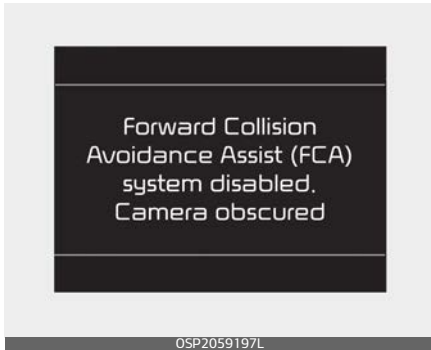 Forward Collision
Avoidance Assist (FCA)
system disabled.
Camera obscured
OSP2059197L